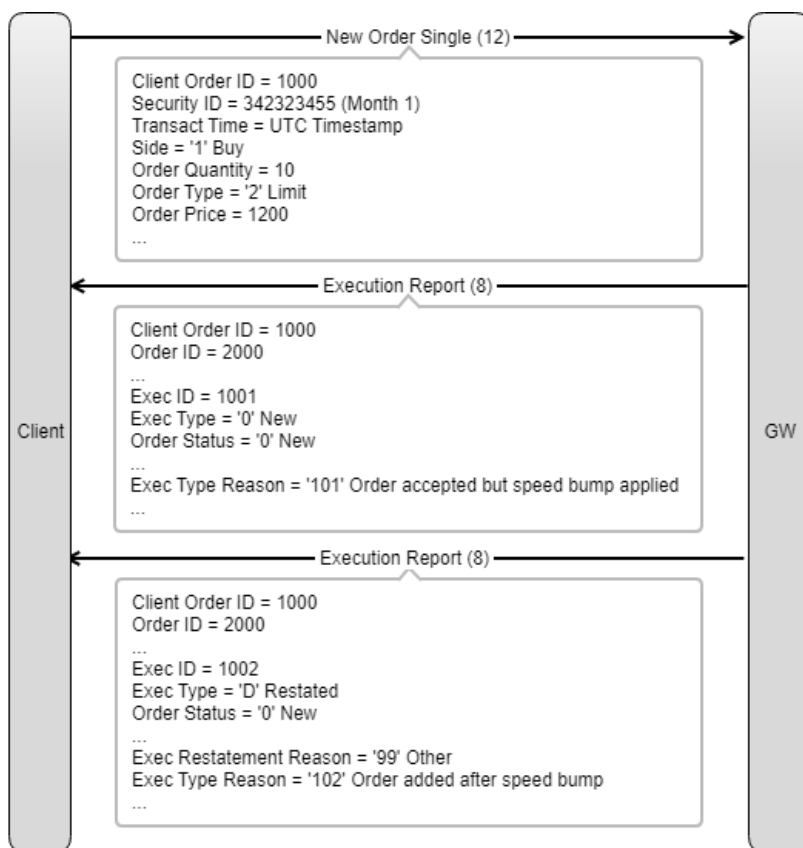 New Order Single (12)
Client Order ID = 1000
Security ID = 342323455 (Month 1)
Transact Time = UTC Timestamp
Side = '1' Buy
Order Quantity = 10
Order Type = '2' Limit
Order Price = 1200
...
Execution Report (8)
Client Order ID = 1000
Order ID = 2000
...
Exec ID = 1001
Exec Type = '0' New
Order Status = '0' New
...
Exec Type Reason = '101' Order accepted but speed bump applied
...
Client
GW
Execution Report (8)
Client Order ID = 1000
Order ID = 2000
...
Exec ID = 1002
Exec Type = 'D' Restated
Order Status = '0' New
...
Exec Restatement Reason = '99' Other
Exec Type Reason = '102' Order added after speed bump
...